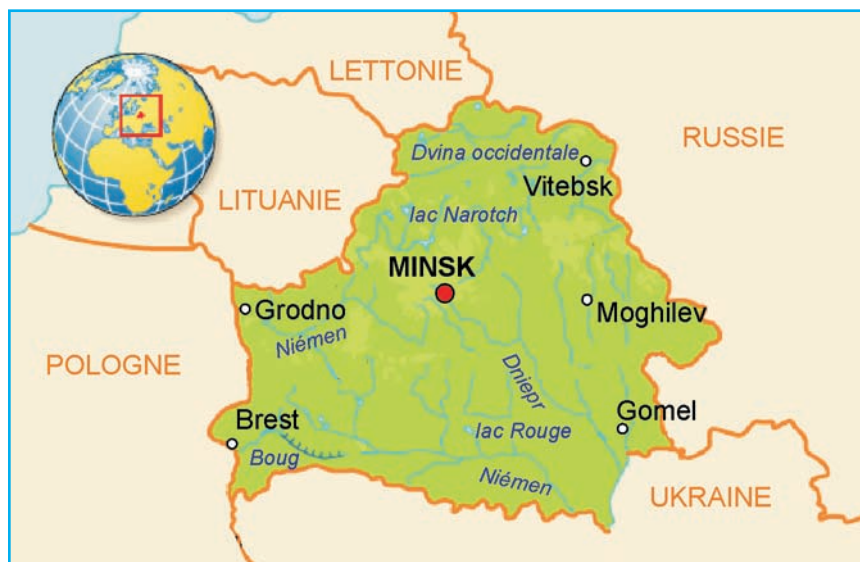 LETTONIE
RUSSIE
Dvina occidentale
Vitebsk
LITUANIE
lac Narotch
MINSK
Grodno
Moghilev
Niémen
POLOGNE
Dniepr
Brest
Gomel
lac Rouge
Boug
Niémen
UKRAINE